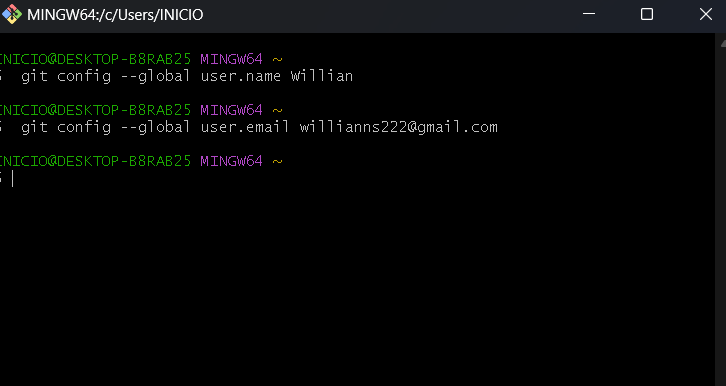 MINGW64:/c/Users/INICIO
INICIO@DESKTOP-B8RAB25 MINGW64 ~
$ git config --global user.name Willian
INICIO@DESKTOP-B8RAB25 MINGW64 ~
$ git config --global user.email willianns222@gmail.com
INICIO@DESKTOP-B8RAB25 MINGW64 ~
$